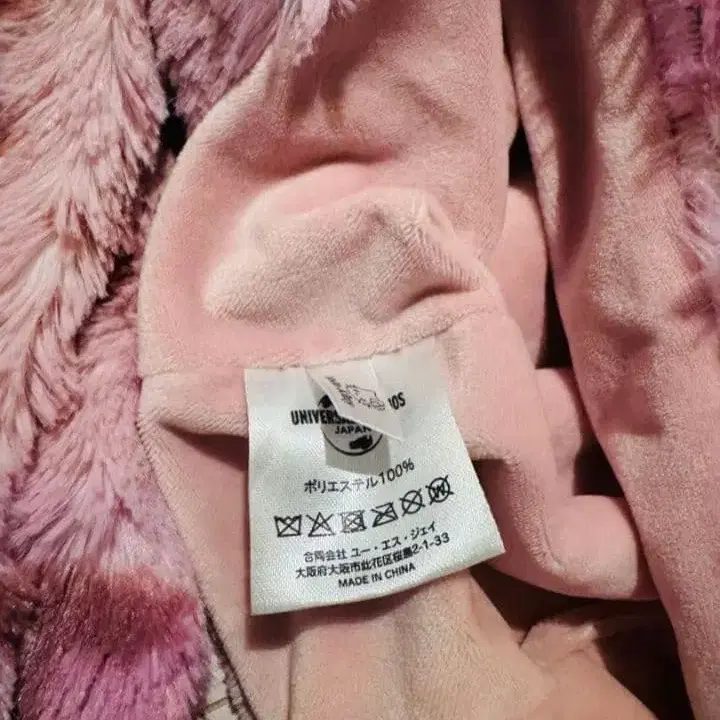 UNIVERSA OS
JAPAN
ポリエステル100%
合同会社 ユー・エス・ジェイ
大阪府大阪市此花区桜島2-1-33
MADE IN CHINA